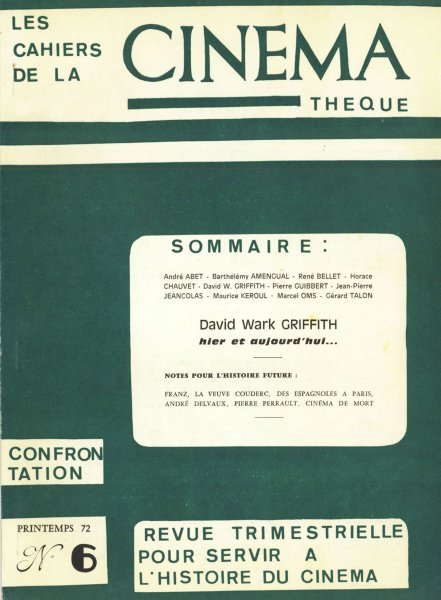 LES
CAHIERS
DE LA
CINEMA
THEQUE
SOMMAIRE :
André ABET - Barthélémy AMENGUAL - René BELLET - Horace
CHAUVET - David W. GRIFFITH - Pierre GUIBBERT - Jean-Pierre
JEANCOLAS - Maurice KEROUL - Marcel OMS - Gérard TALON
David Wark GRIFFITH
hier et aujourd'hui...
NOTES POUR L'HISTOIRE FUTURE :
FRANZ, LA VEUVE COUDERC, DES ESPAGNOLES A PARIS,
ANDRÉ DELVAUX, PIERRE PERRAULT, CINÉMA DE MORT
CONFRON
TATION
PRINTEMPS 72
N° 6
REVUE TRIMESTRIELLE
POUR SERVIR A
L'HISTOIRE DU CINEMA